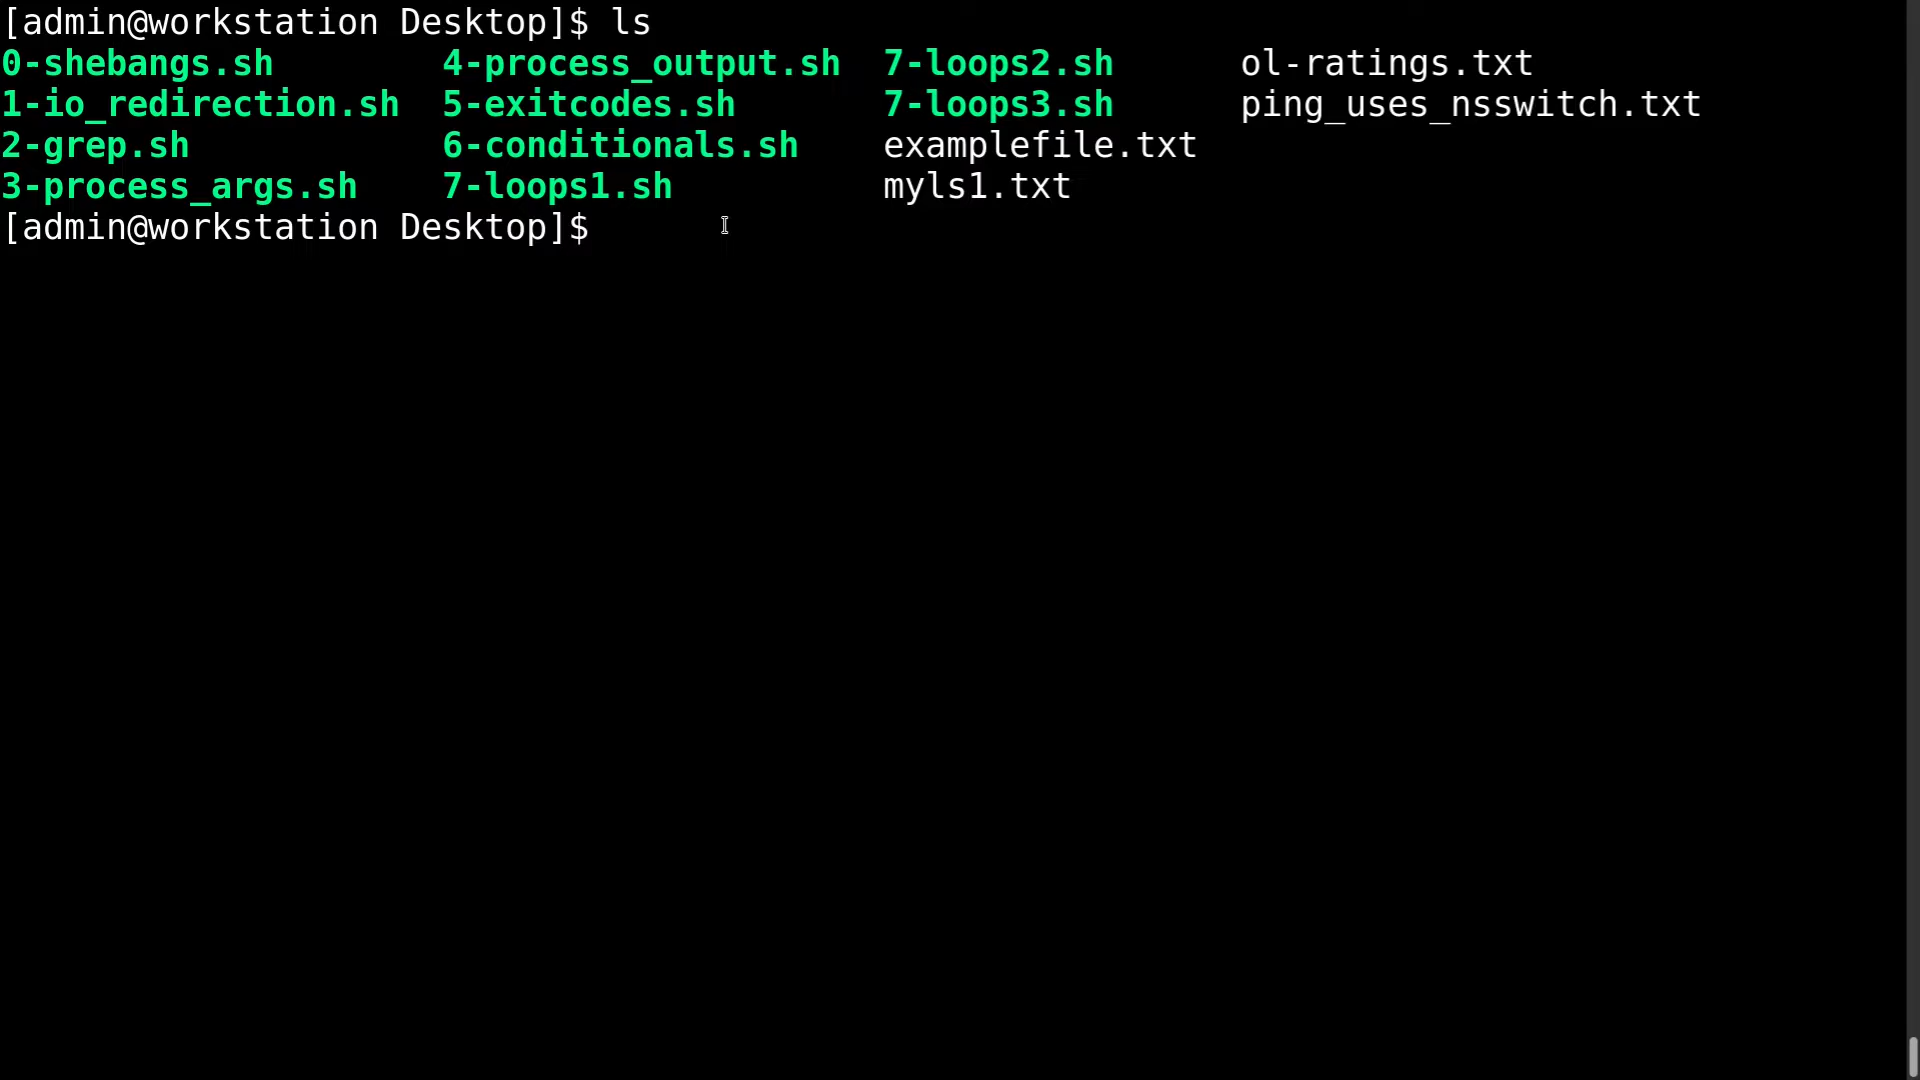 [admin@workstation Desktop]$ ls
0-shebangs.sh 4-process_output.sh 7-loops2.sh ol-ratings.txt
1-io_redirection.sh 5-exitcodes.sh 7-loops3.sh ping_uses_nsswitch.txt
2-grep.sh 6-conditionals.sh examplefile.txt
3-process_args.sh 7-loops1.sh myls1.txt
[admin@workstation Desktop]$